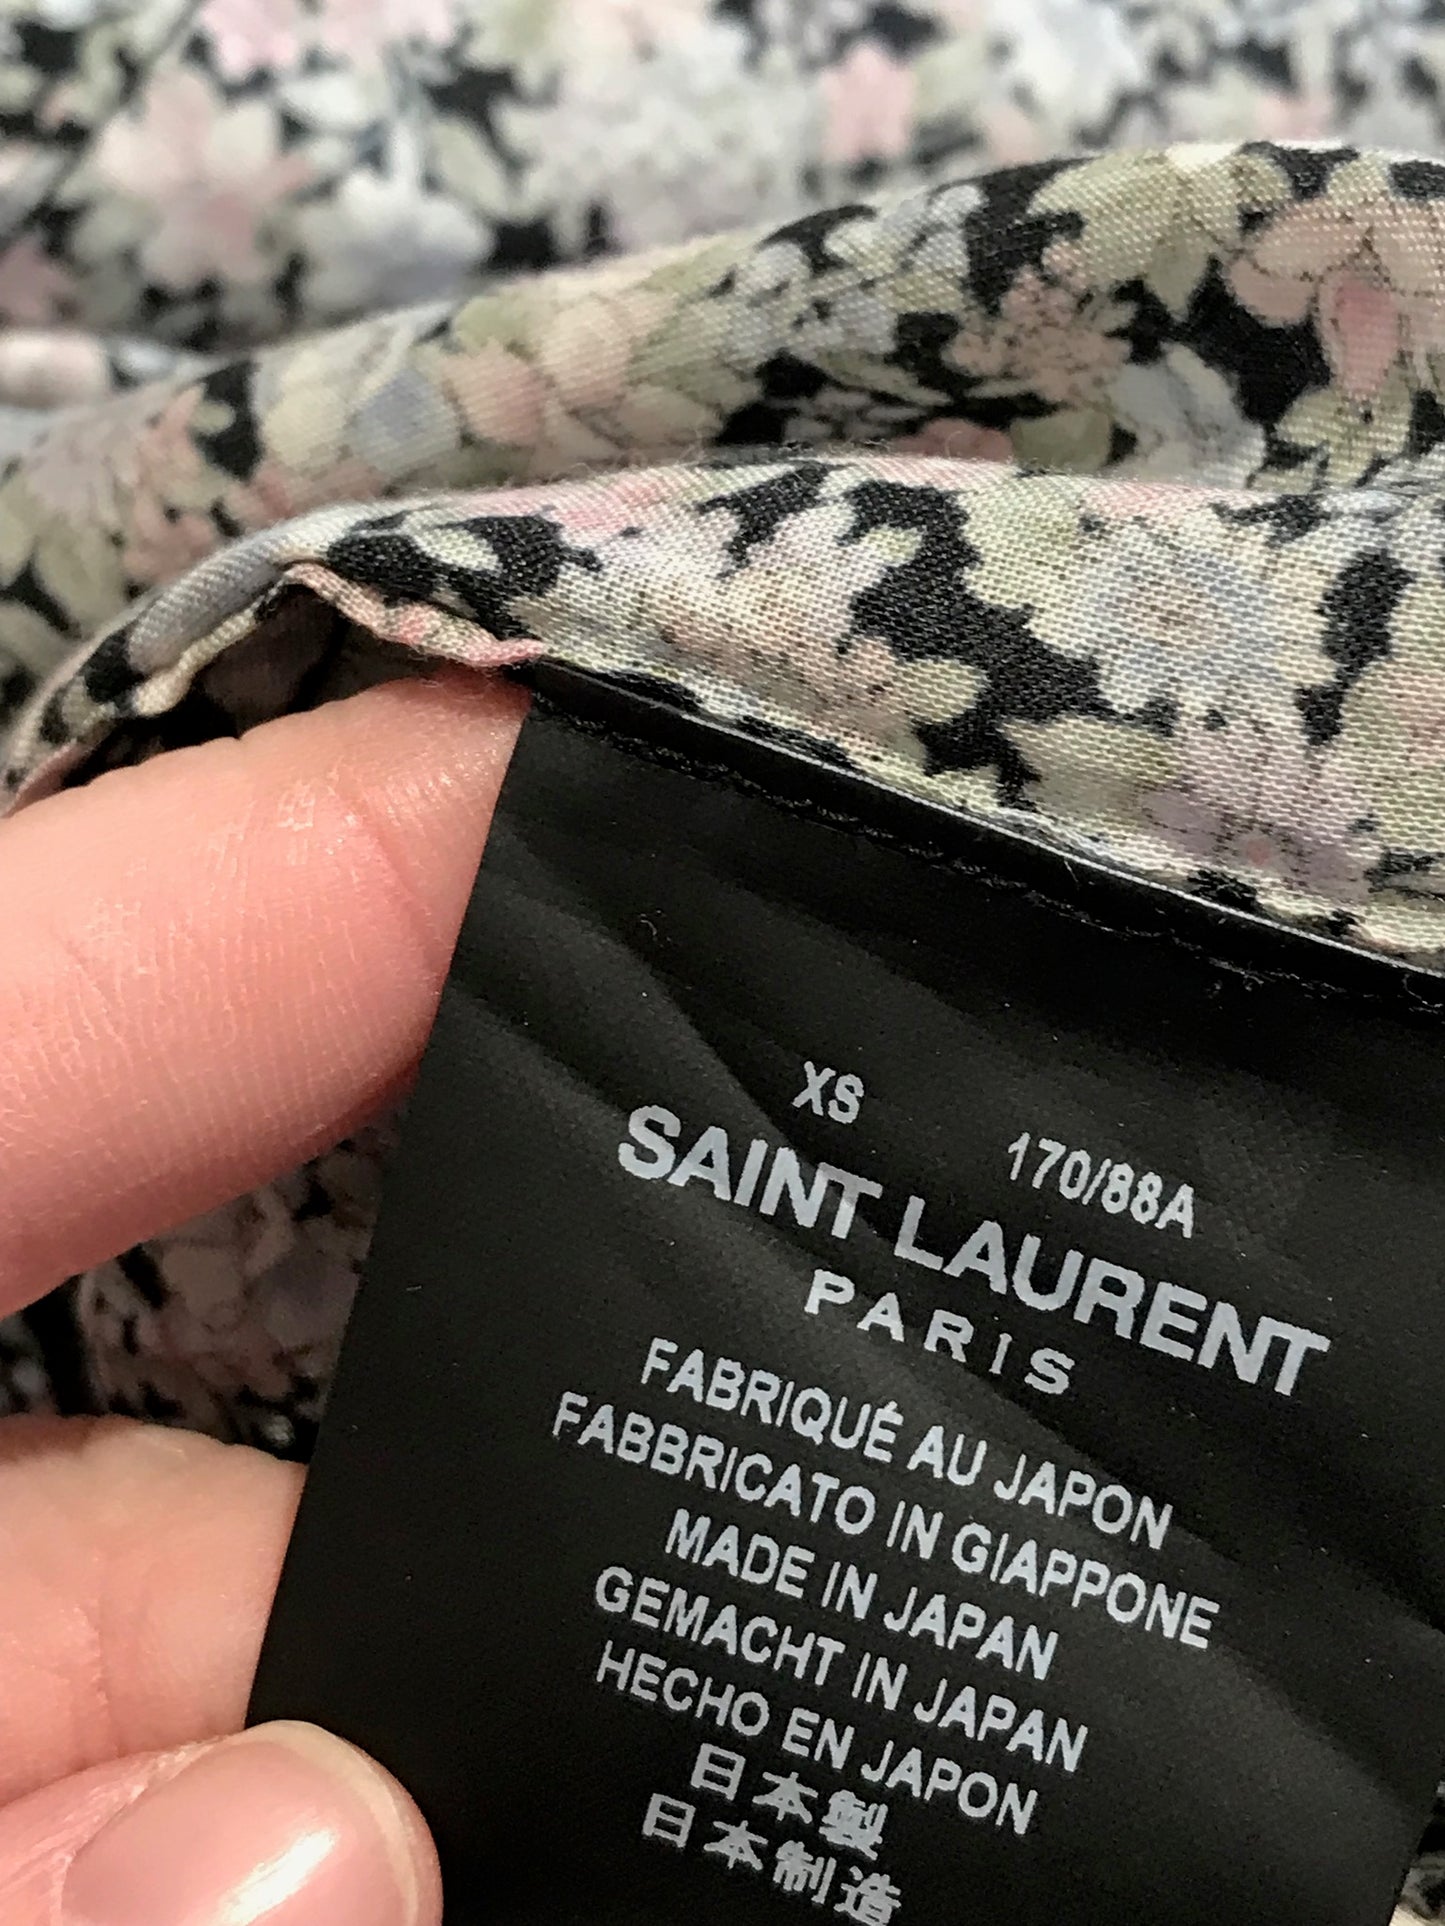 XS 170/88A
SAINT LAURENT
PARIS
FABRIQUÉ AU JAPON
FABBRICATO IN GIAPPONE
MADE IN JAPAN
GEMACHT IN JAPAN
HECHO EN JAPON
日本製
日本制造